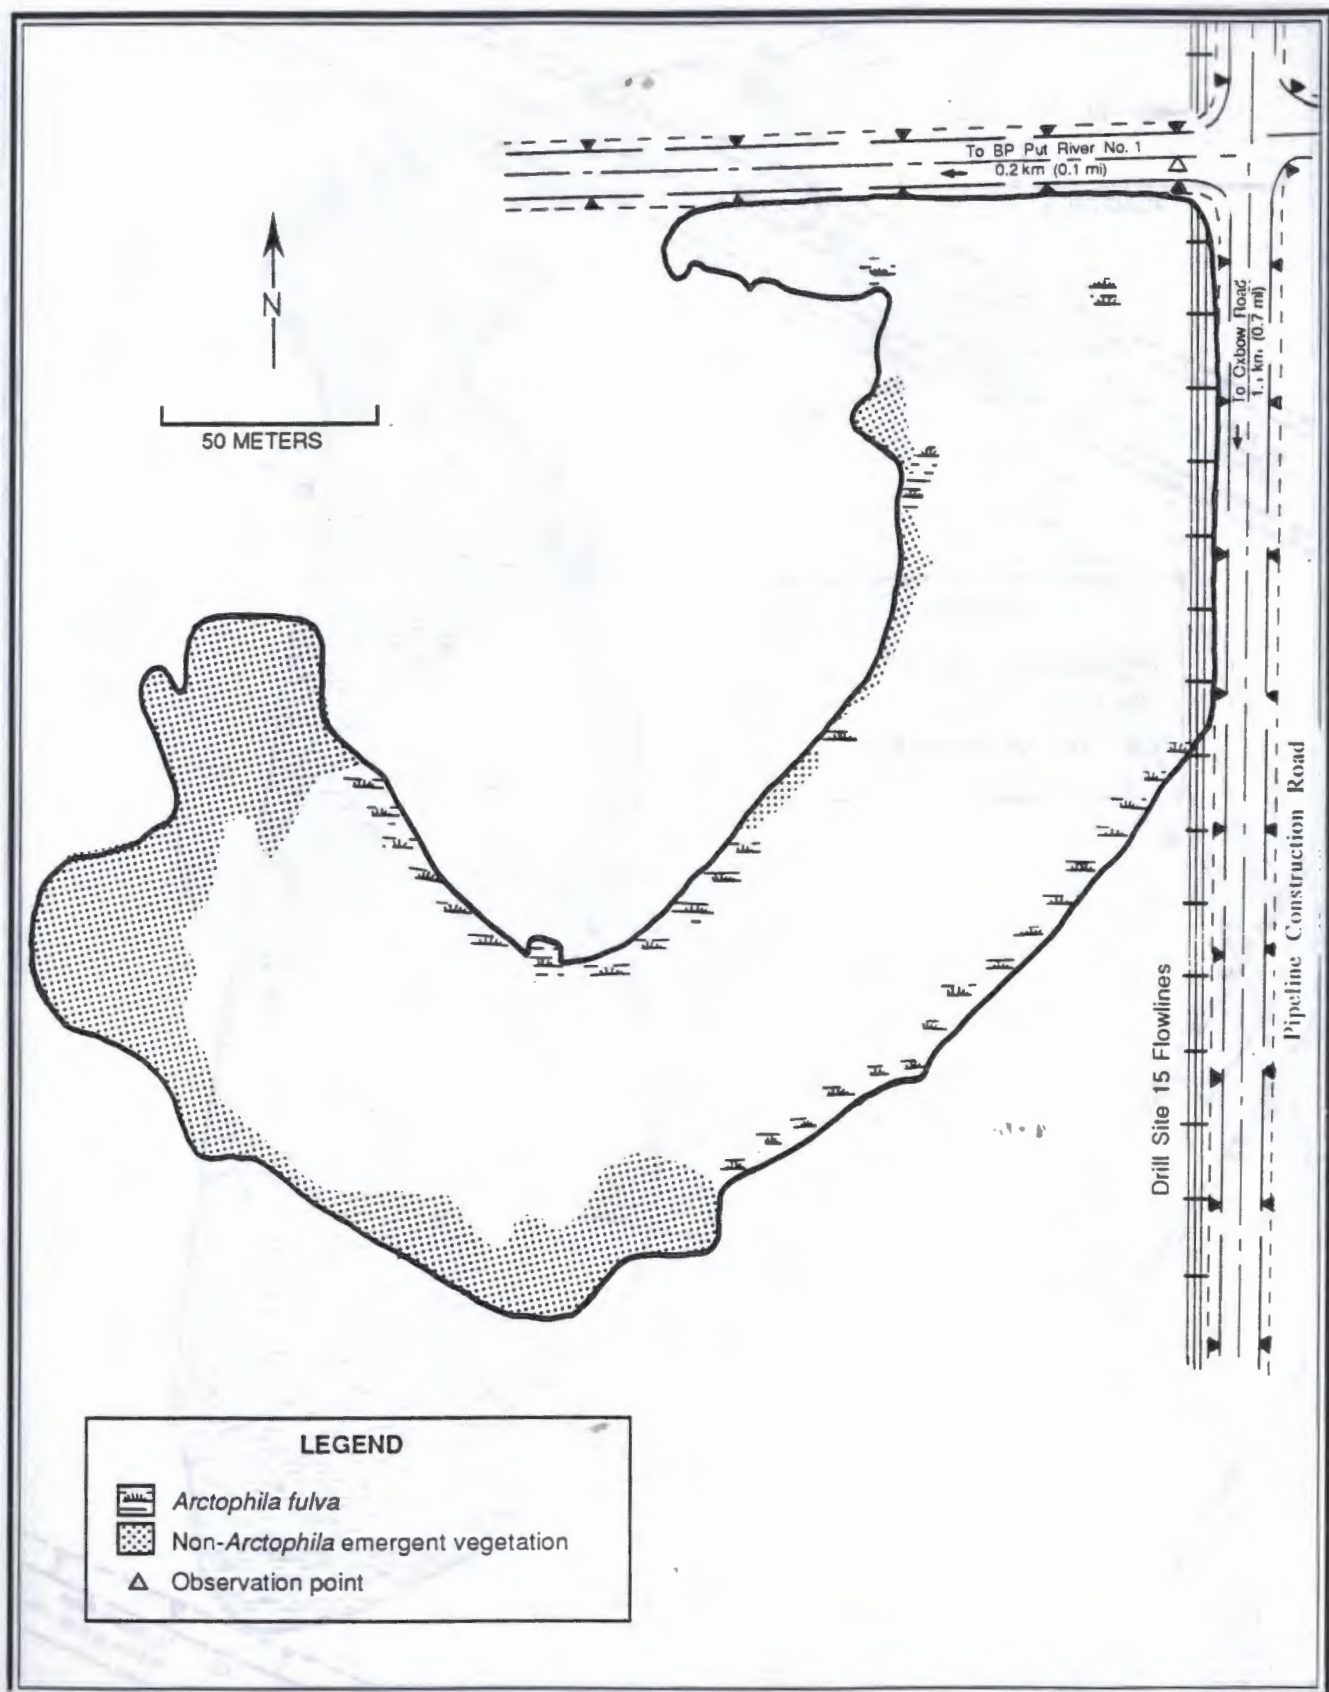 To BP Put River No. 1
0.2 km (0.1 mi)
N
To Oxbow Road
1.1 km (0.7 mi)
50 METERS
Pipeline Construction Road
Drill Site 15 Flowlines
LEGEND
Arctophila fulva
Non-Arctophila emergent vegetation
Observation point